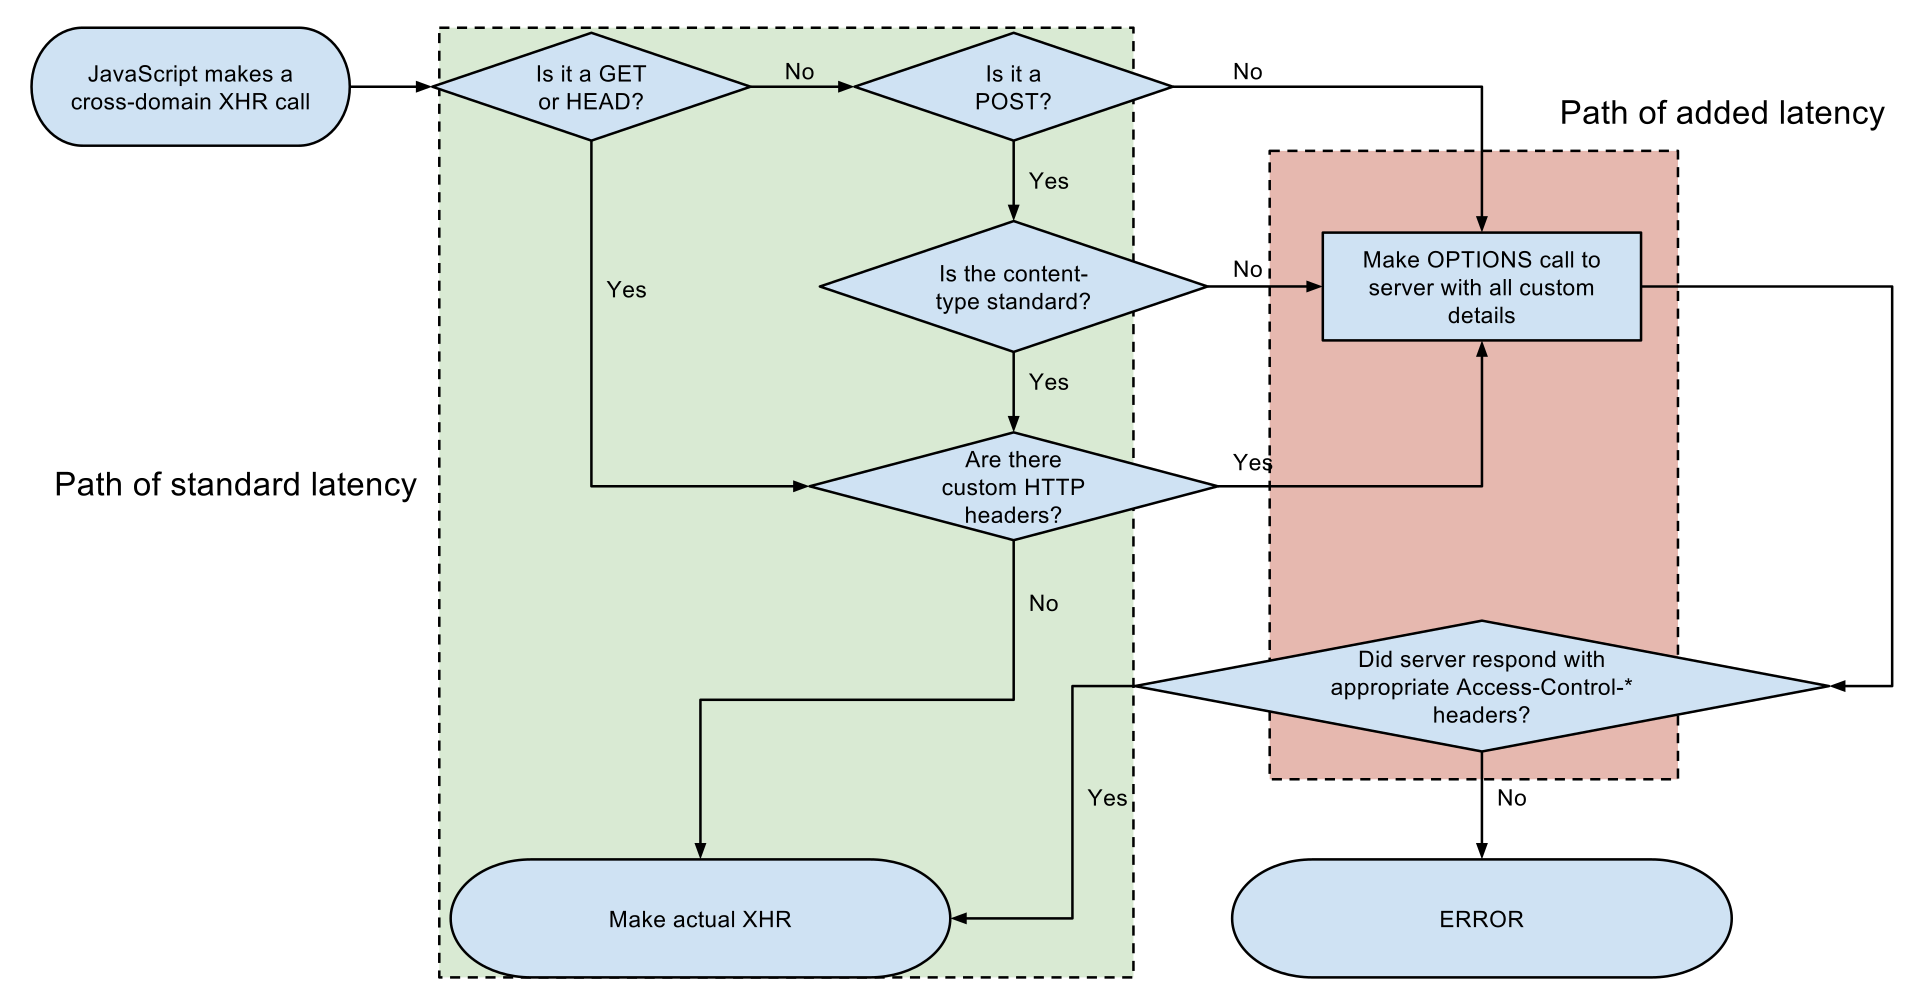 JavaScript makes a
cross-domain XHR call
Is it a GET
or HEAD?
No
Is it a
POST?
No
Path of added latency
Yes
Yes
Is the content-
type standard?
No
Make OPTIONS call to
server with all custom
details
Yes
Path of standard latency
Are there
custom HTTP
headers?
Yes
No
Did server respond with
appropriate Access-Control-*
headers?
Yes
No
Make actual XHR
ERROR